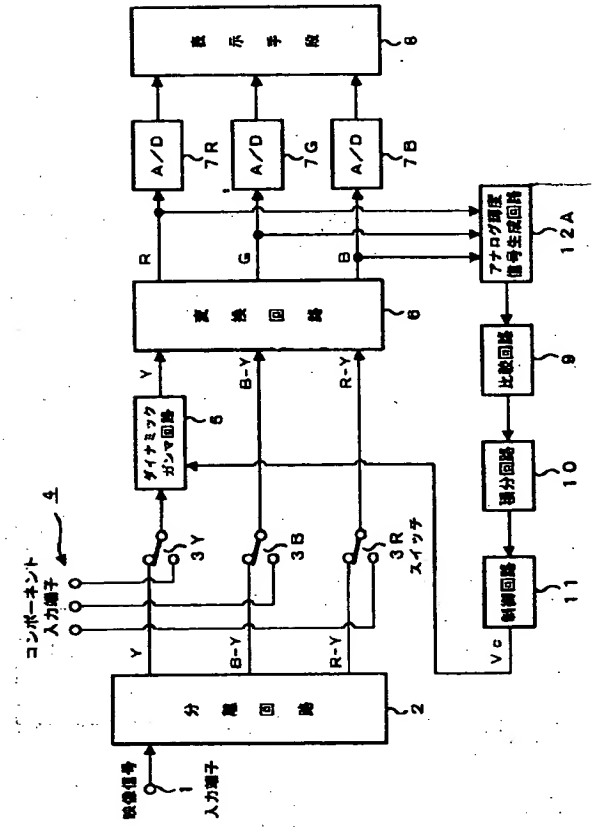 映像信号
1
入力端子
分離回路
2
コンポーネント
入力端子
4
Y
B-Y
R-Y
3Y
3B
3R
スイッチ
ダイナミック
ガンマ回路
5
Y
B-Y
R-Y
変換回路
6
R
G
B
A/D
7R
A/D
7G
A/D
7B
表示手段
8
アナログ輝度
信号生成回路
12A
比較回路
9
積分回路
10
制御回路
11
Vc